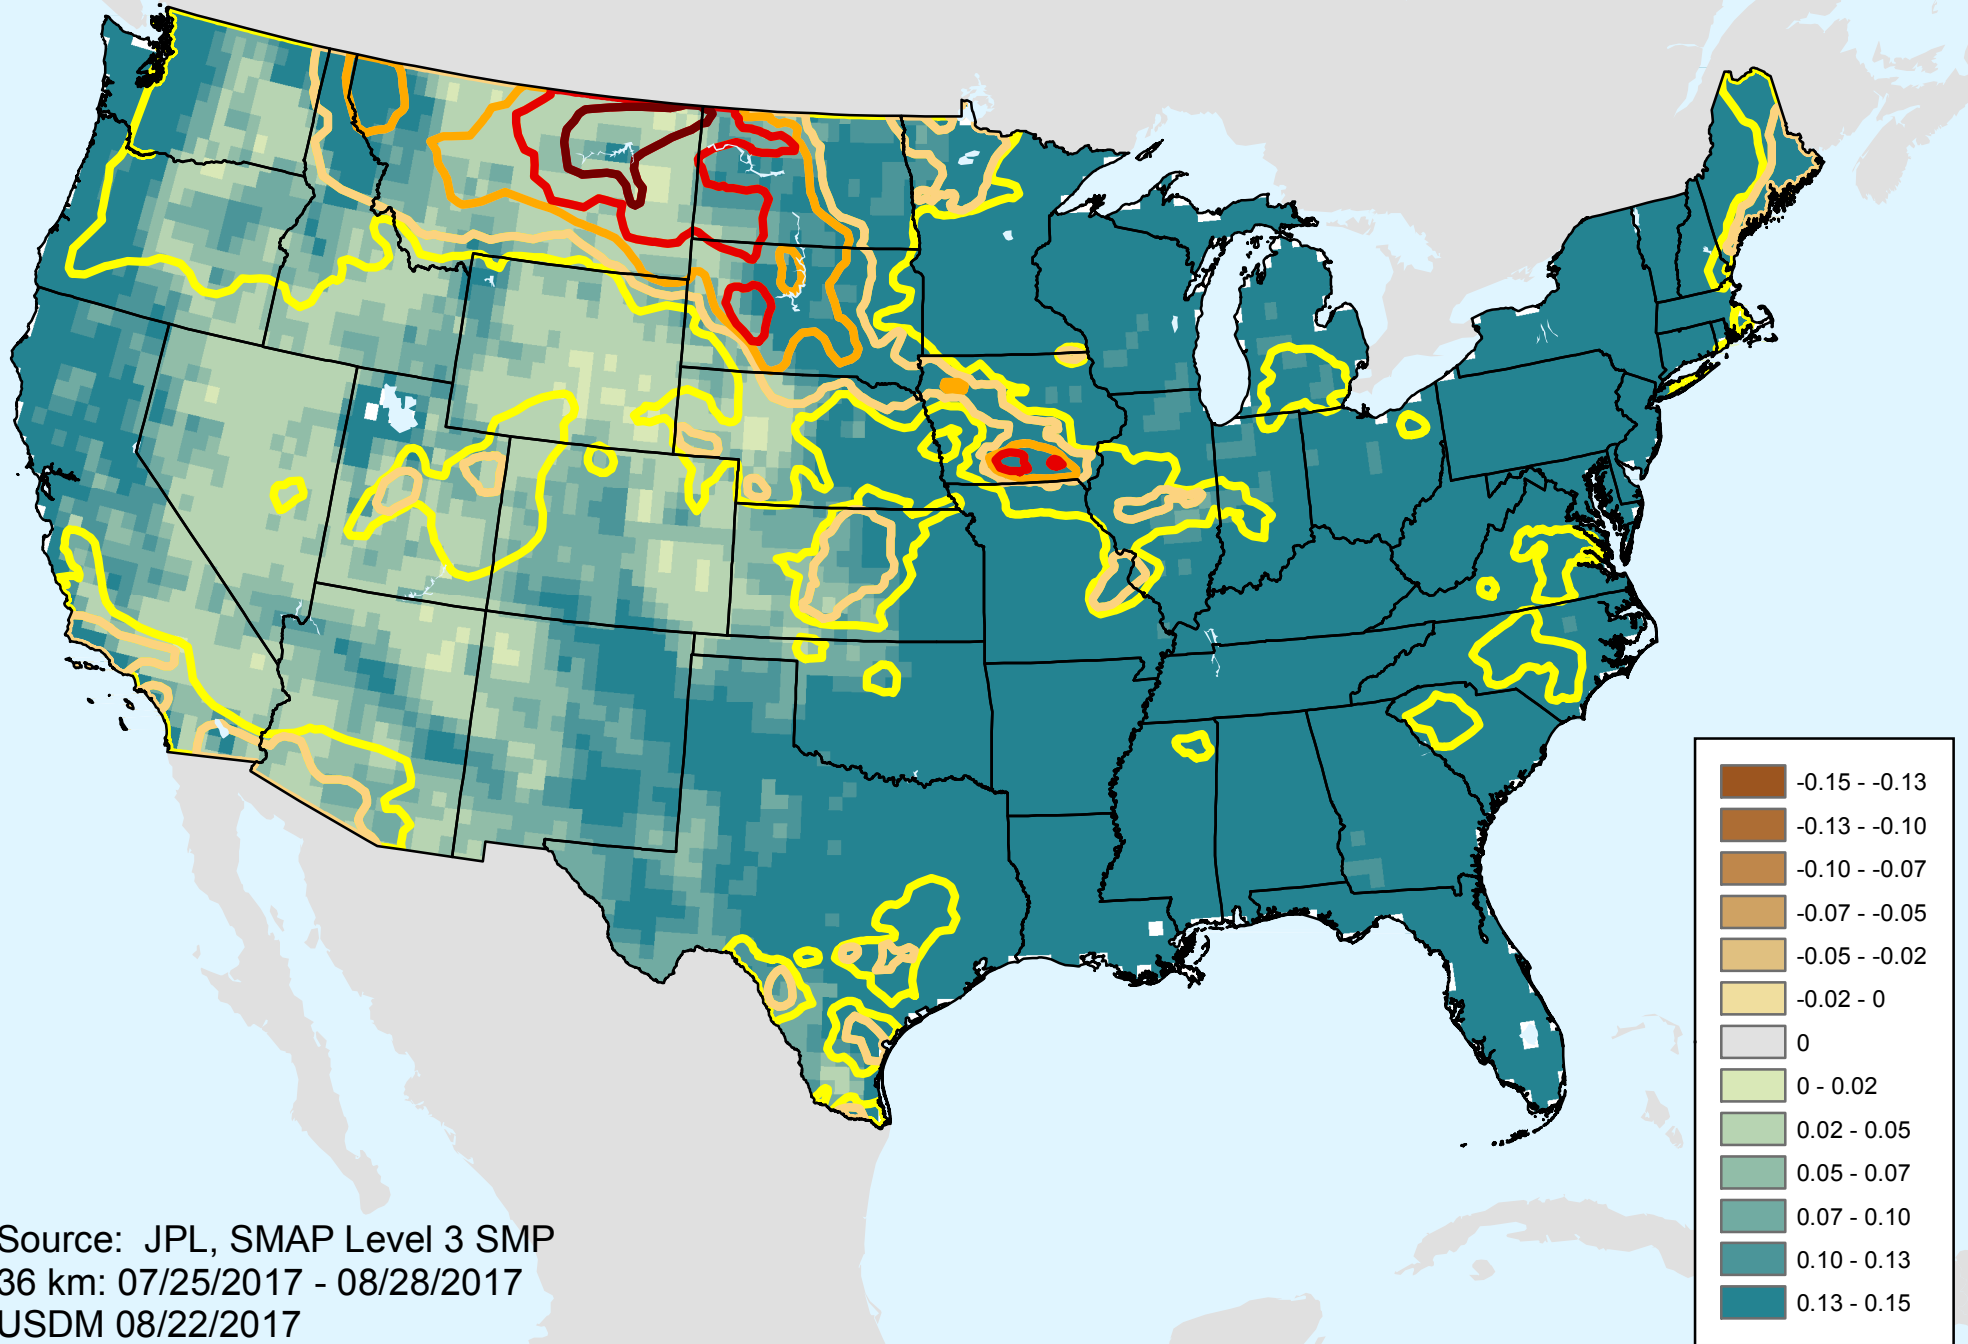 -0.15 - -0.13
-0.13 - -0.10
-0.10 - -0.07
-0.07 - -0.05
-0.05 - -0.02
-0.02 - 0
0
0 - 0.02
0.02 - 0.05
0.05 - 0.07
0.07 - 0.10
0.10 - 0.13
0.13 - 0.15
Source: JPL, SMAP Level 3 SMP
36 km: 07/25/2017 - 08/28/2017
USDM 08/22/2017